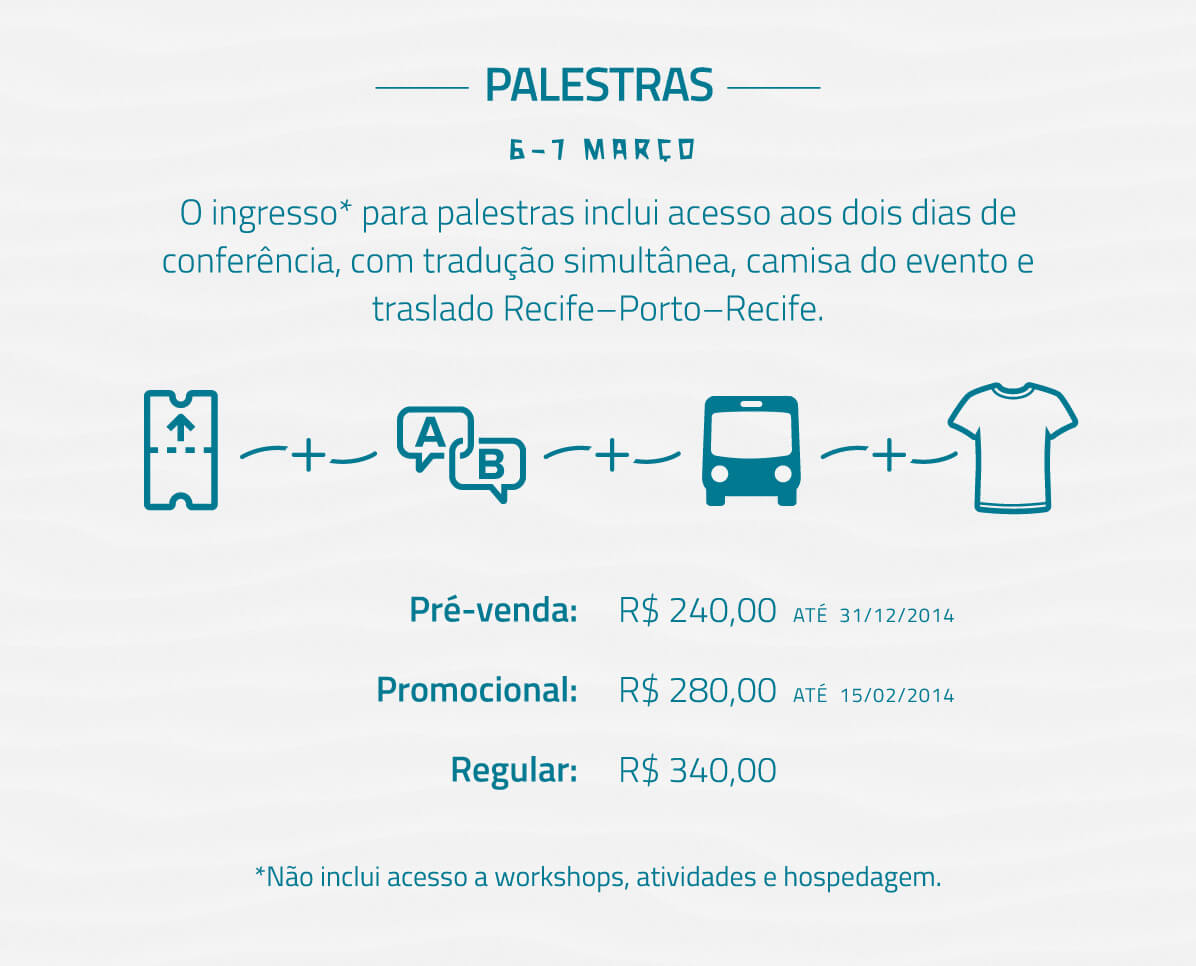 PALESTRAS
6-7 MARÇO
O ingresso* para palestras inclui acesso aos dois dias de
conferência, com tradução simultânea, camisa do evento e
traslado Recife–Porto–Recife.
A
B
Pré-venda: R$ 240,00 ATÉ 31/12/2014
Promocional: R$ 280,00 ATÉ 15/02/2014
Regular: R$ 340,00
*Não inclui acesso a workshops, atividades e hospedagem.